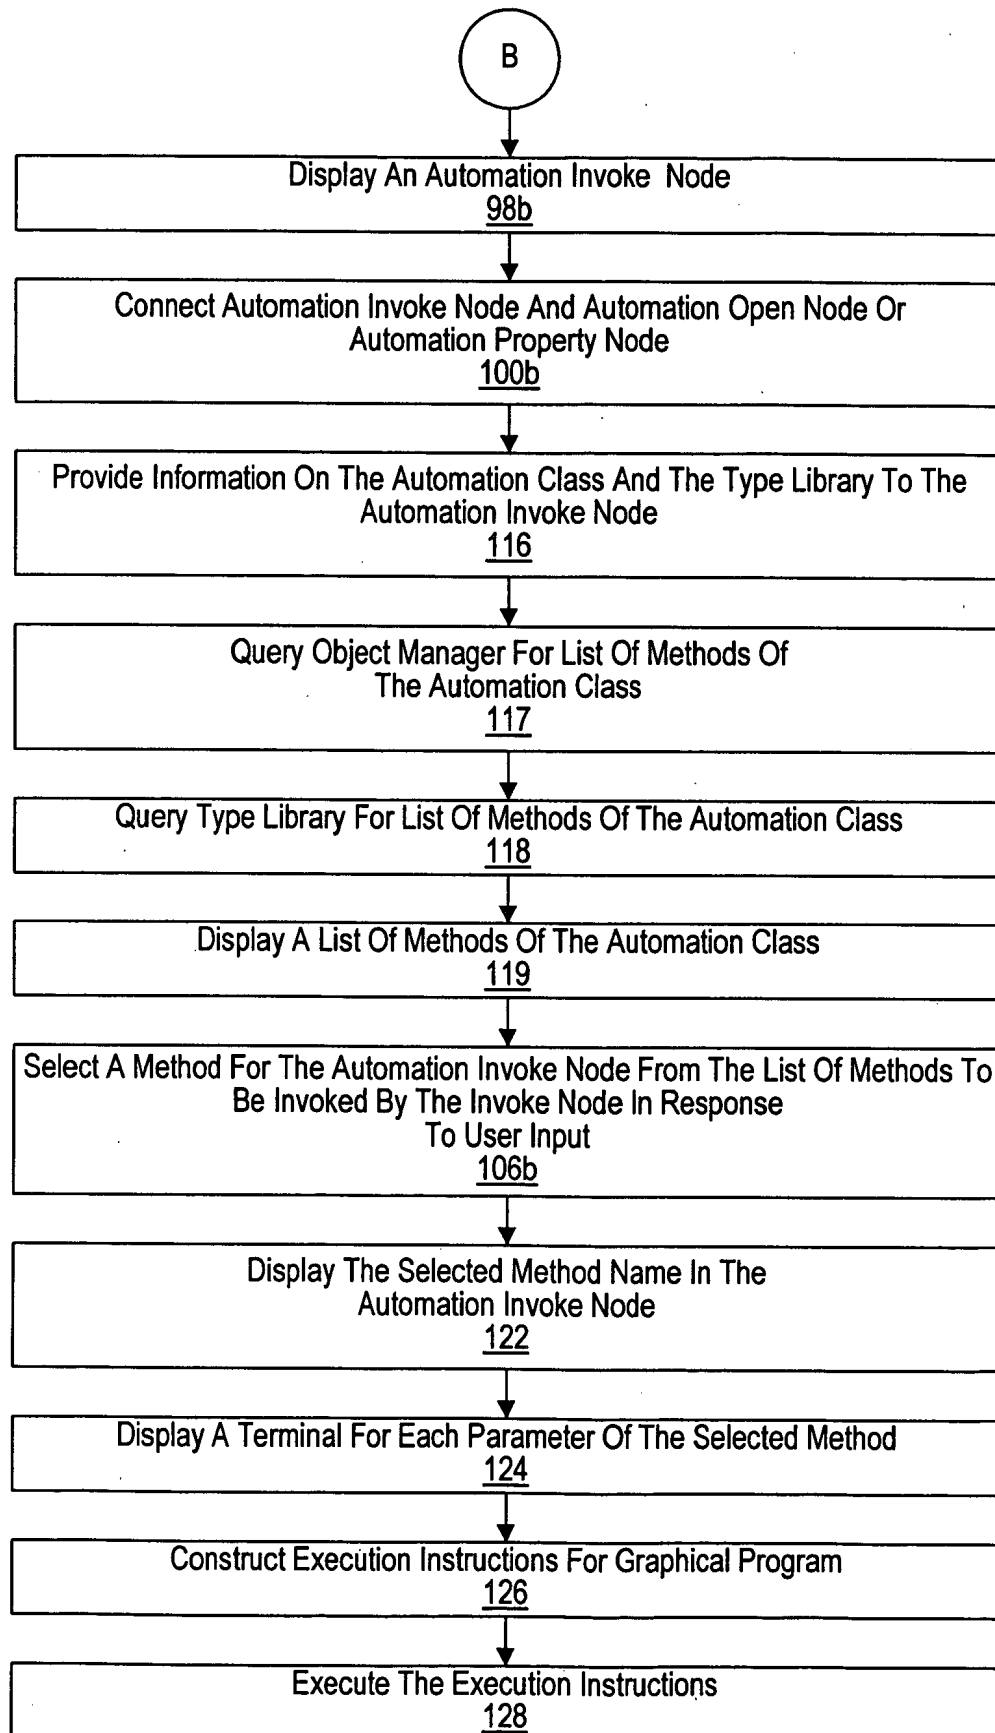 B
Display An Automation Invoke Node
98b
Connect Automation Invoke Node And Automation Open Node Or
Automation Property Node
100b
Provide Information On The Automation Class And The Type Library To The
Automation Invoke Node
116
Query Object Manager For List Of Methods Of
The Automation Class
117
Query Type Library For List Of Methods Of The Automation Class
118
Display A List Of Methods Of The Automation Class
119
Select A Method For The Automation Invoke Node From The List Of Methods To
Be Invoked By The Invoke Node In Response
To User Input
106b
Display The Selected Method Name In The
Automation Invoke Node
122
Display A Terminal For Each Parameter Of The Selected Method
124
Construct Execution Instructions For Graphical Program
126
Execute The Execution Instructions
128